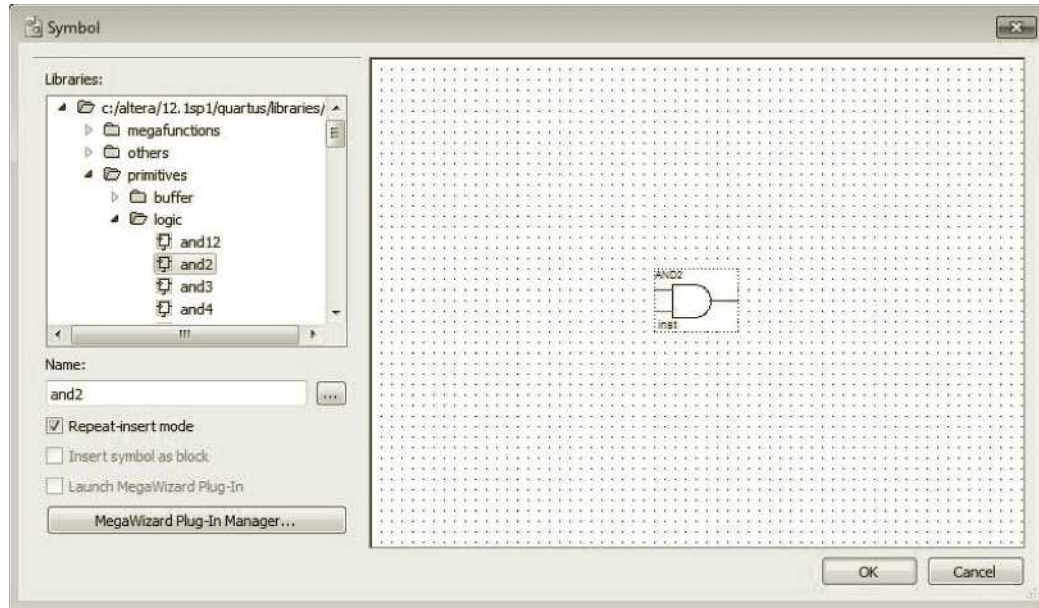 Symbol
Libraries:
c:/altera/12.1sp1/quartus/libraries/
megafunctions
others
primitives
buffer
logic
and12
and2
and3
and4
Name:
and2
...
Repeat-insert mode
Insert symbol as block
Launch MegaWizard Plug-In
MegaWizard Plug-In Manager...
AND2
inst
OK
Cancel